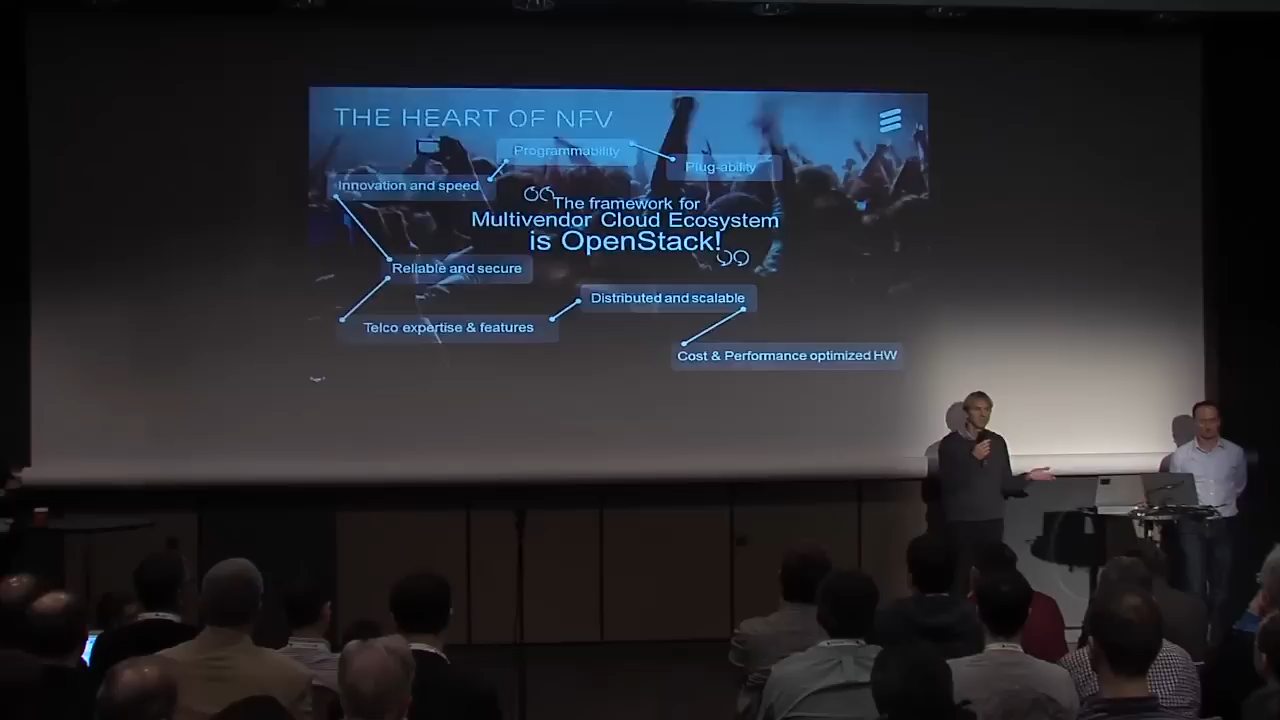 THE HEART OF NFV
Programmability
Plug-ability
Innovation and speed
The framework for
Multivendor Cloud Ecosystem
is OpenStack!
Reliable and secure
Distributed and scalable
Telco expertise & features
Cost & Performance optimized HW